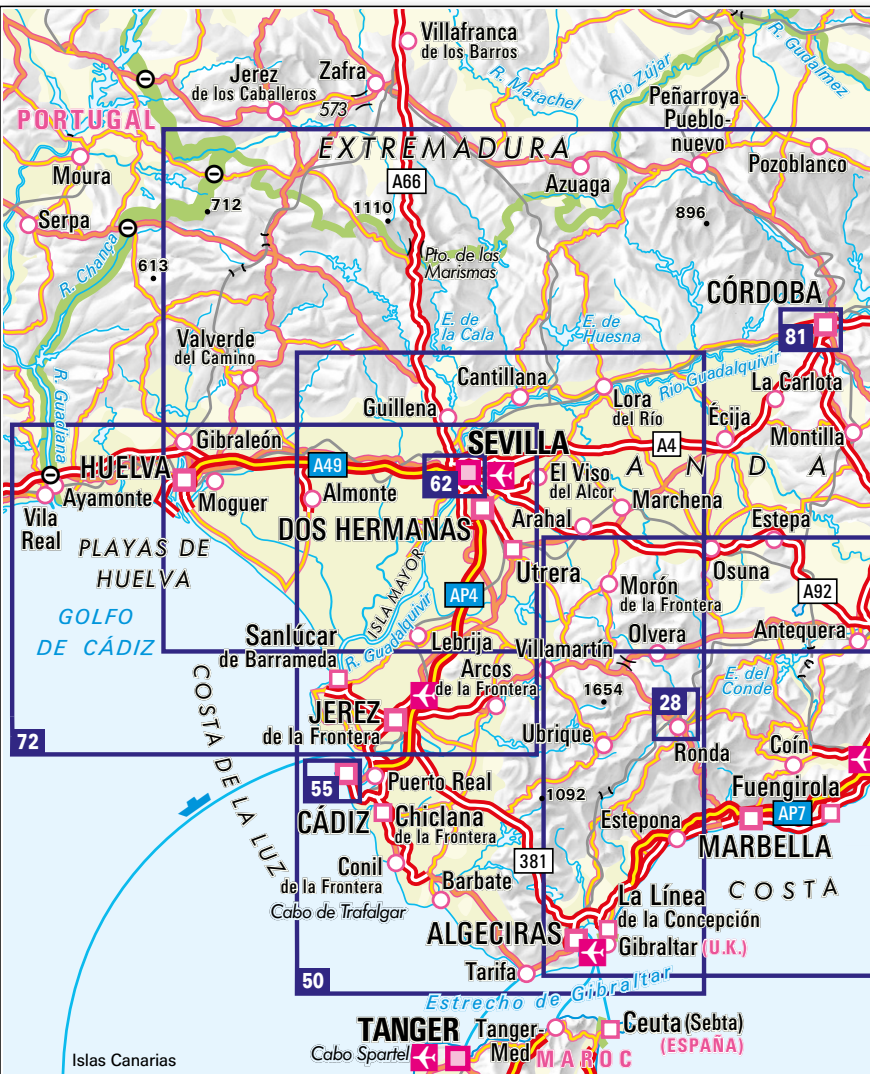 Villafranca
de los Barros
Jerez
de los Caballeros
Zafra
573
R. Matachel
Rio Zújar
R. Guadalmez
Peñarroya-
Pueblo-
nuevo
PORTUGAL
EXTREMADURA
Moura
A66
Azuaga
Pozoblanco
712
1110
896
Serpa
R. Chança
613
Pto. de las
Marismas
CÓRDOBA
81
E. de
la Cala
E. de
Huesna
Valverde
del Camino
Rio Guadalquivir
Cantillana
La Carlota
R. Guadiana
Guillena
Lora
del Río
Écija
Montilla
Gibraleón
SEVILLA
A4
HUELVA
A49
62
El Viso
del Alcor
A N D A
Ayamonte
Moguer
Almonte
Marchena
Vila
Real
DOS HERMANAS
Arahal
Estepa
PLAYAS DE
HUELVA
Utrera
Osuna
ISLA MAYOR
AP4
Morón
de la Frontera
A92
GOLFO
DE CÁDIZ
Sanlúcar
de Barrameda
R. Guadalquivir
Lebrija
Villamartín
Olvera
Antequera
Arcos
de la Frontera
E. del
Conde
COSTA DE LA LUZ
1654
28
JEREZ
de la Frontera
Ubrique
Ronda
Coín
72
55
Puerto Real
Fuengirola
1092
CÁDIZ
Chiclana
de la Frontera
Estepona
AP7
MARBELLA
381
Conil
de la Frontera
Barbate
COSTA
Cabo de Trafalgar
La Línea
de la Concepción
ALGECIRAS
Gibraltar (U.K.)
Tarifa
50
Estrecho de Gibraltar
TANGER
Tanger-
Med
Ceuta (Sebta)
(ESPAÑA)
Cabo Spartel
MAROC
Islas Canarias